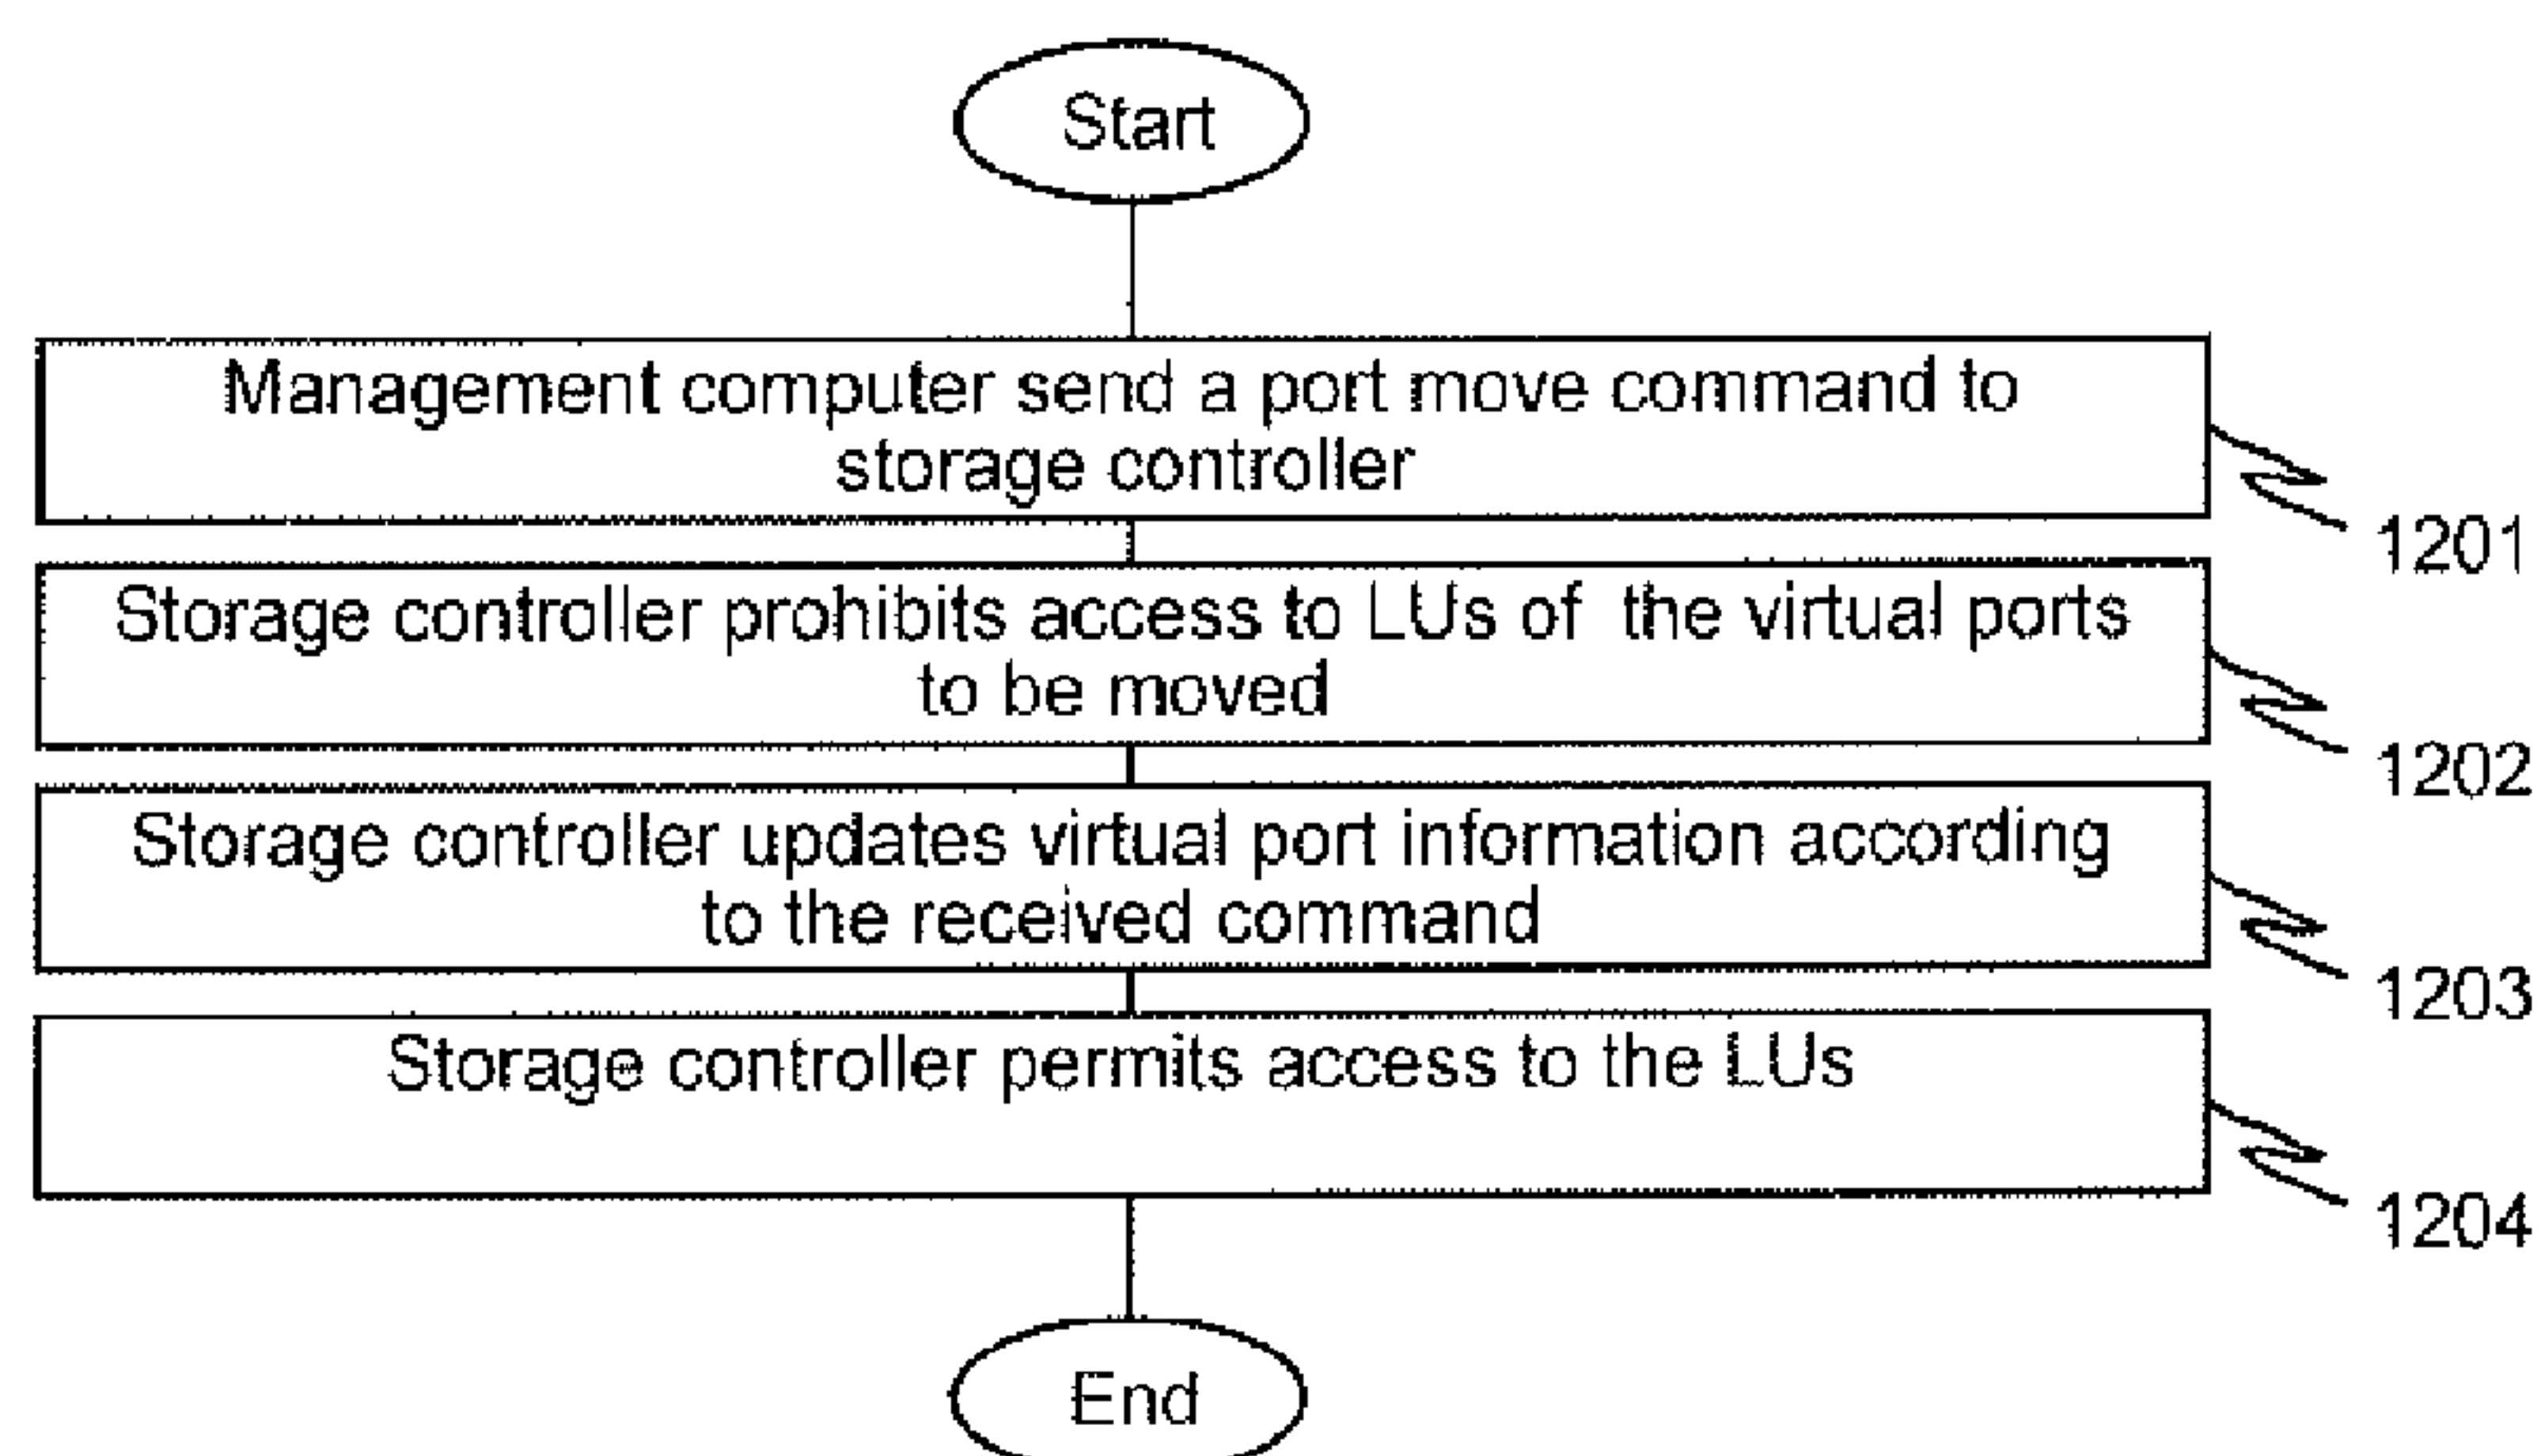 Start
Management computer send a port move command to
storage controller
1201
Storage controller prohibits access to LUs of the virtual ports
to be moved
1202
Storage controller updates virtual port information according
to the received command
1203
Storage controller permits access to the LUs
1204
End